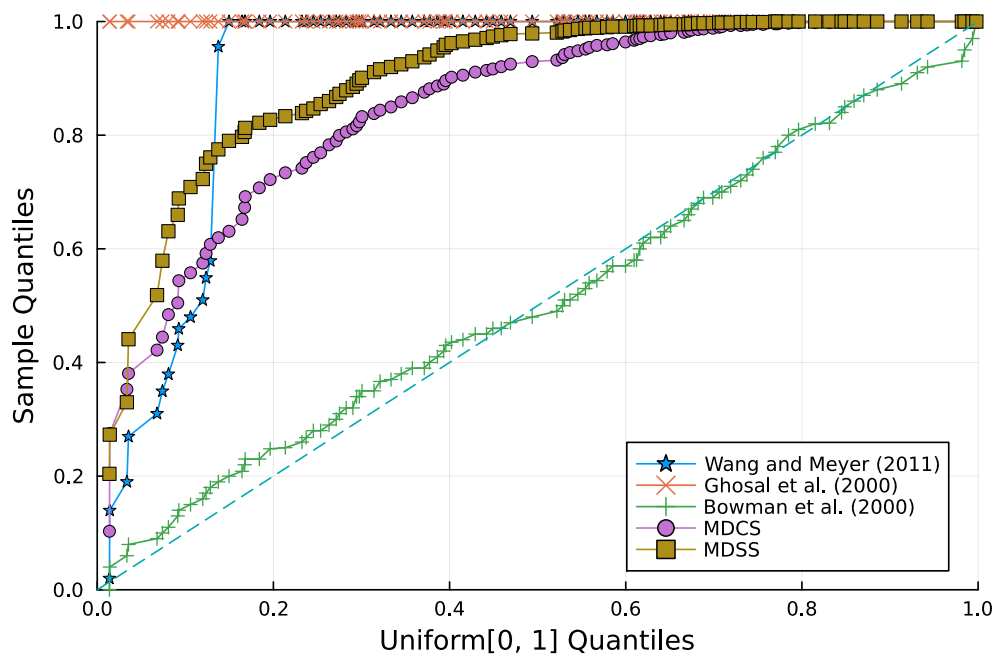 1.0
0.8
0.6
0.4
0.2
0.0
Sample Quantiles
Wang and Meyer (2011)
Ghosal et al. (2000)
Bowman et al. (2000)
MDCS
MDSS
0.0 0.2 0.4 0.6 0.8 1.0
Uniform[0, 1] Quantiles